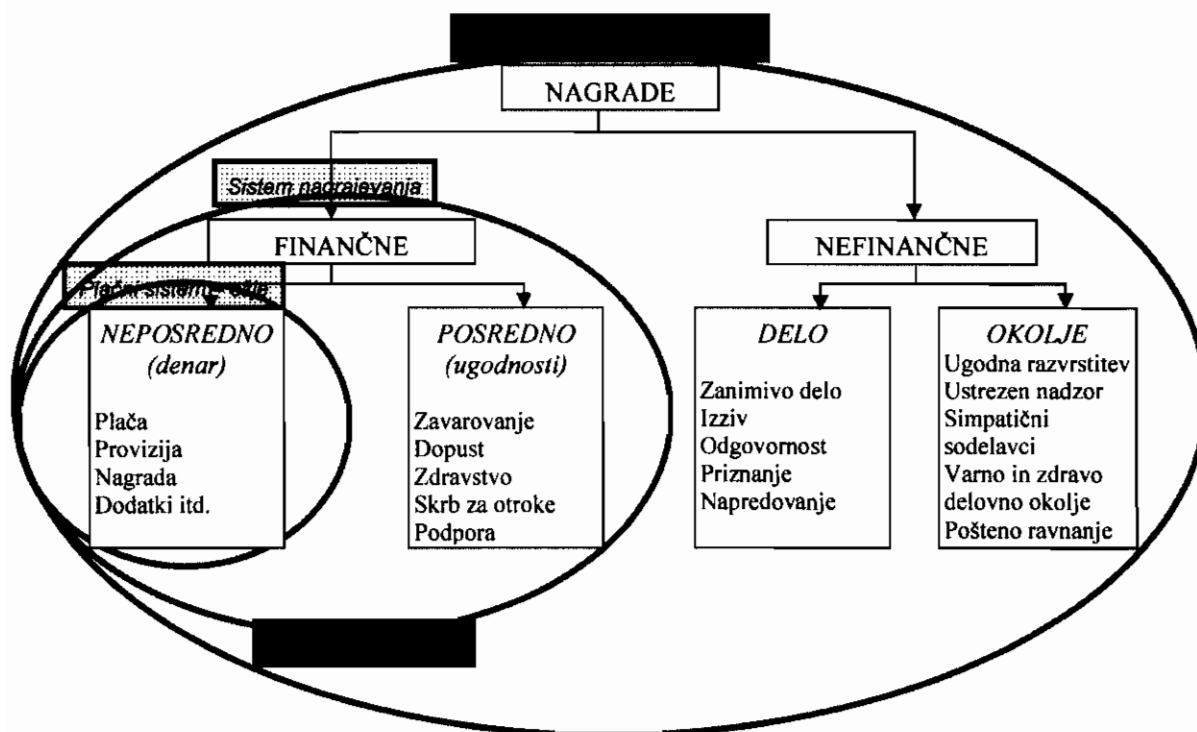 NAGRADE
Sistem nagrajevanja
FINANČNE
NEFINANČNE
Plačni sistem
NEPOSREDNO
(denar)
Plača
Provizija
Nagrada
Dodatki itd.
POSREDNO
(ugodnosti)
Zavarovanje
Dopust
Zdravstvo
Skrb za otroke
Podpora
DELO
Zanimivo delo
Izziv
Odgovornost
Priznanje
Napredovanje
OKOLJE
Ugodna razvrstitev
Ustrezen nadzor
Simpatični
sodelavci
Varno in zdravo
delovno okolje
Pošteno ravnanje